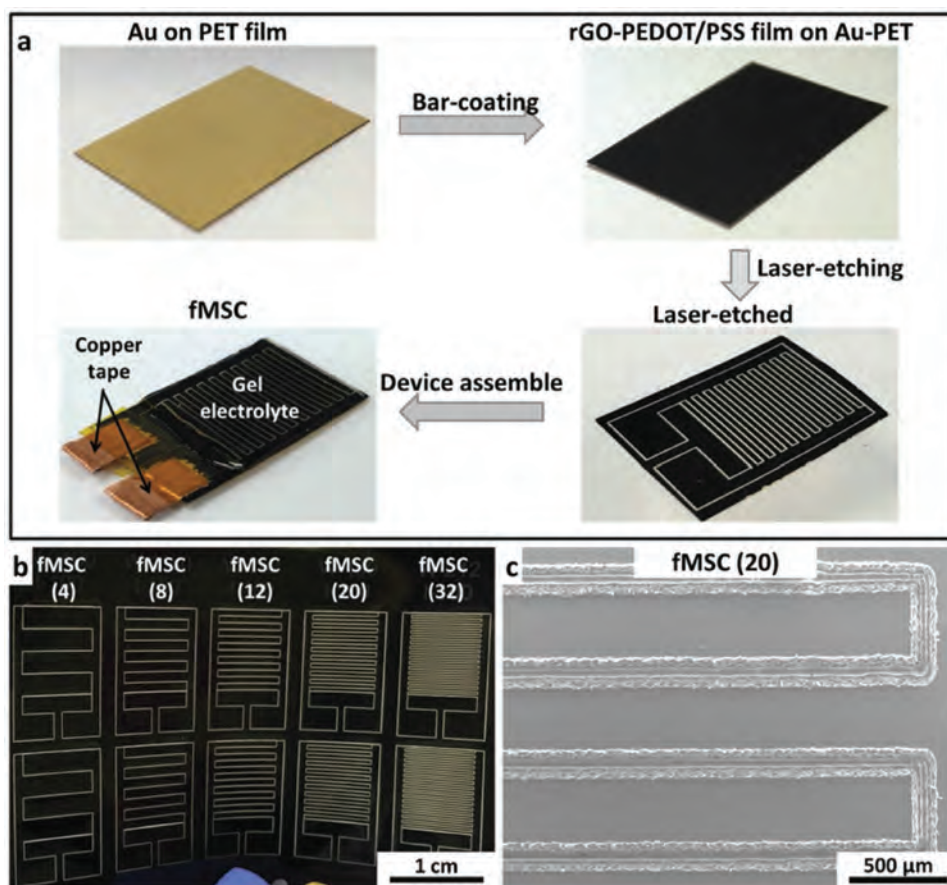 a
Au on PET film
rGO-PEDOT/PSS film on Au-PET
Bar-coating
Laser-etching
fMSC
Laser-etched
Copper
tape
Gel
electrolyte
Device assemble
b
fMSC
(4)
fMSC
(8)
fMSC
(12)
fMSC
(20)
fMSC
(32)
1 cm
c
fMSC (20)
500 µm